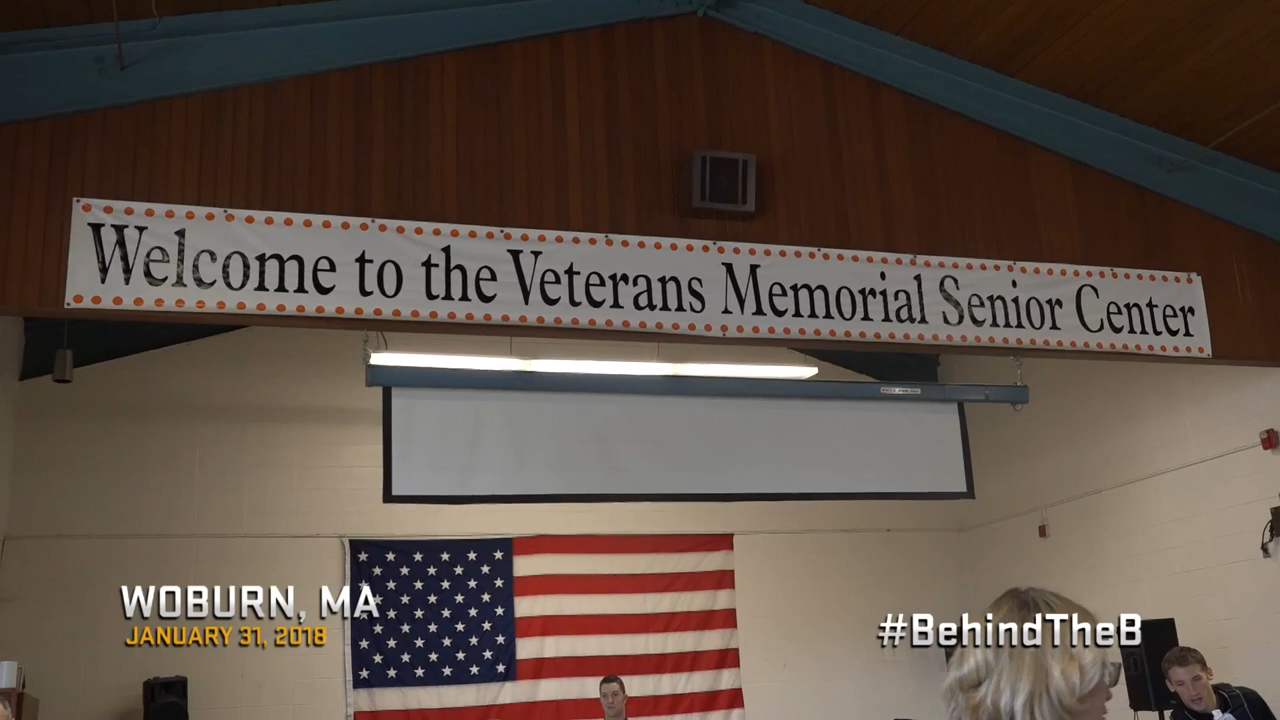 Welcome to the Veterans Memorial Senior Center
WOBURN, MA
JANUARY 31, 2018
#BehindTheB